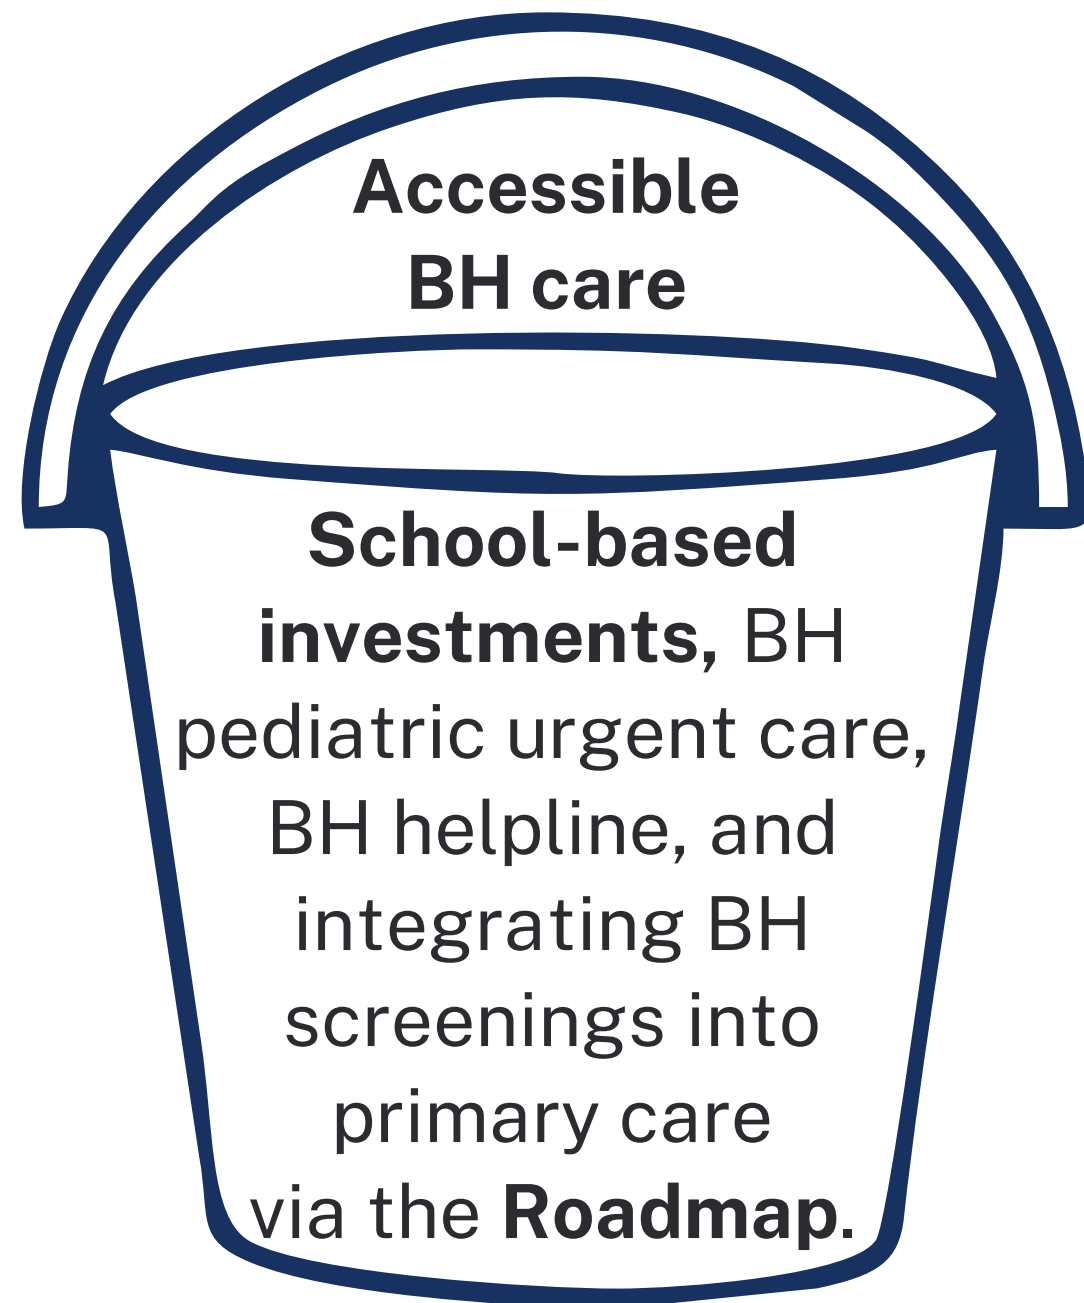 Accessible
BH care
School-based
investments, BH
pediatric urgent care,
BH helpline, and
integrating BH
screenings into
primary care
via the Roadmap.